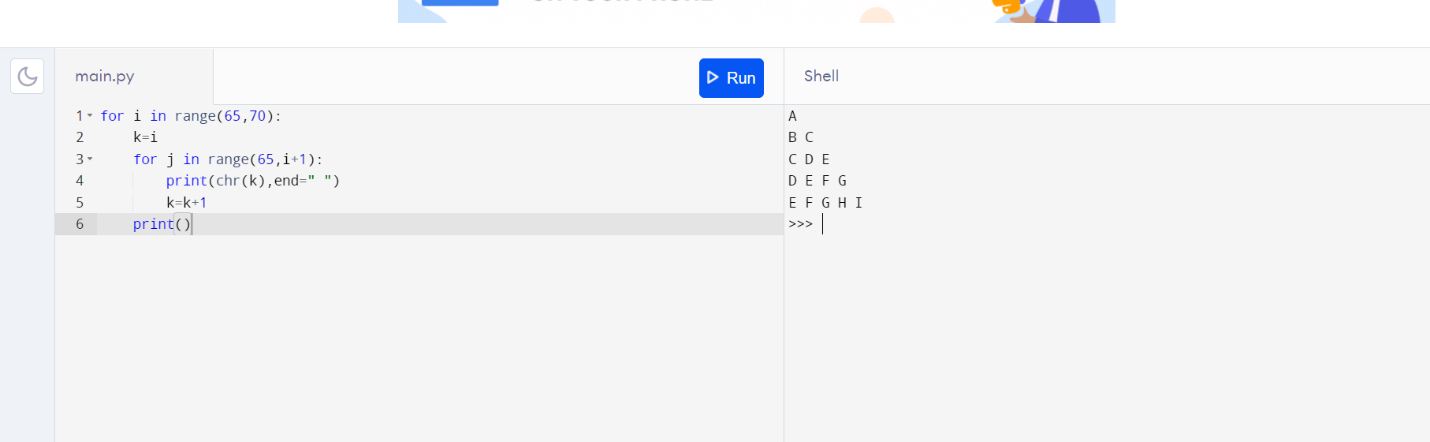 main.py
Run
Shell
1 for i in range(65,70):
2     k=i
3     for j in range(65,i+1):
4         print(chr(k),end=" ")
5         k=k+1
6     print()
A
B C
C D E
D E F G
E F G H I
>>>